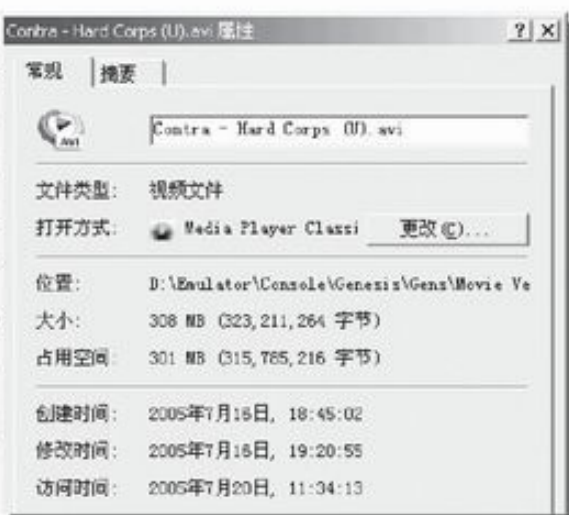 Contra - Hard Corps (U).avi 属性
常规 摘要
Contra - Hard Corps (U).avi
文件类型: 视频文件
打开方式: Media Player Classi 更改(C)...
位置: D:\Emulator\Console\Genesis\Gens\Movie Ve
大小: 308 MB (323,211,264 字节)
占用空间: 301 MB (315,785,216 字节)
创建时间: 2005年7月16日, 18:45:02
修改时间: 2005年7月16日, 19:20:55
访问时间: 2005年7月20日, 11:34:13